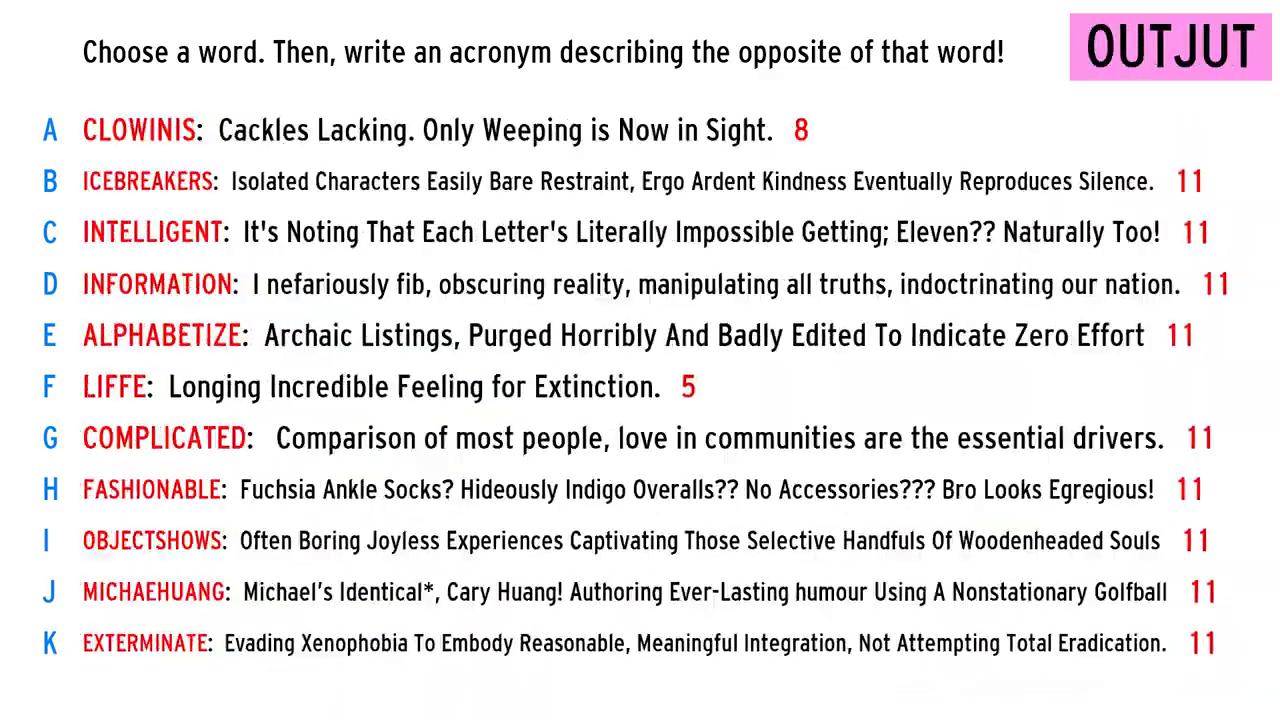 Choose a word. Then, write an acronym describing the opposite of that word!
OUTJUT
A CLOWINIS: Cackles Lacking. Only Weeping is Now in Sight. 8
B ICEBREAKERS: Isolated Characters Easily Bare Restraint, Ergo Ardent Kindness Eventually Reproduces Silence. 11
C INTELLIGENT: It's Noting That Each Letter's Literally Impossible Getting; Eleven?? Naturally Too! 11
D INFORMATION: I nefariously fib, obscuring reality, manipulating all truths, indoctrinating our nation. 11
E ALPHABETIZE: Archaic Listings, Purged Horribly And Badly Edited To Indicate Zero Effort 11
F LIFFE: Longing Incredible Feeling for Extinction. 5
G COMPLICATED: Comparison of most people, love in communities are the essential drivers. 11
H FASHIONABLE: Fuchsia Ankle Socks? Hideously Indigo Overalls?? No Accessories??? Bro Looks Egregious! 11
I OBJECTSHOWS: Often Boring Joyless Experiences Captivating Those Selective Handfuls Of Woodenheaded Souls 11
J MICHAEHUANG: Michael’s Identical*, Cary Huang! Authoring Ever-Lasting humour Using A Nonstationary Golfball 11
K EXTERMINATE: Evading Xenophobia To Embody Reasonable, Meaningful Integration, Not Attempting Total Eradication. 11